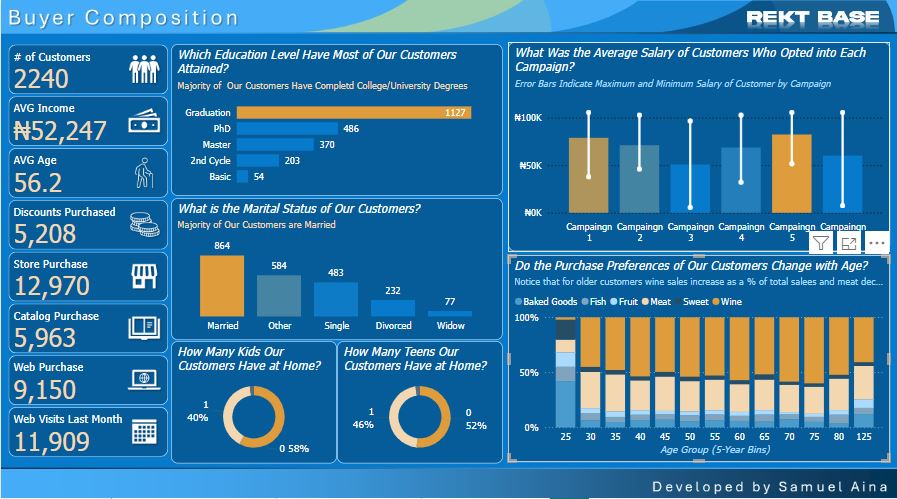 Buyer Composition
REKT BASE
# of Customers
2240
AVG Income
₦52,247
AVG Age
56.2
Discounts Purchased
5,208
Store Purchase
12,970
Catalog Purchase
5,963
Web Purchase
9,150
Web Visits Last Month
11,909
Which Education Level Have Most of Our Customers
Attained?
Majority of Our Customers Have Completd College/University Degrees
Graduation 1127
PhD 486
Master 370
2nd Cycle 203
Basic 54
What is the Marital Status of Our Customers?
Majority of Our Customers are Married
864 584 483 232 77
Married Other Single Divorced Widow
How Many Kids Our
Customers Have at Home?
1
40%
0 58%
How Many Teens Our
Customers Have at Home?
1
46%
0
52%
What Was the Average Salary of Customers Who Opted into Each
Campaign?
Error Bars Indicate Maximum and Minimum Salary of Customer by Campaign
₦100K
₦50K
₦0K
Campaingn Campaingn Campaingn Campaingn Campaingn Campaingn
1 2 3 4 5
Do the Purchase Preferences of Our Customers Change with Age?
Notice that for older customers wine sales increase as a % of total salees and meat dec...
Baked Goods Fish Fruit Meat Sweet Wine
100%
50%
0%
25 30 35 40 45 50 55 60 65 70 75 80 125
Age Group (5-Year Bins)
Developed by Samuel Aina